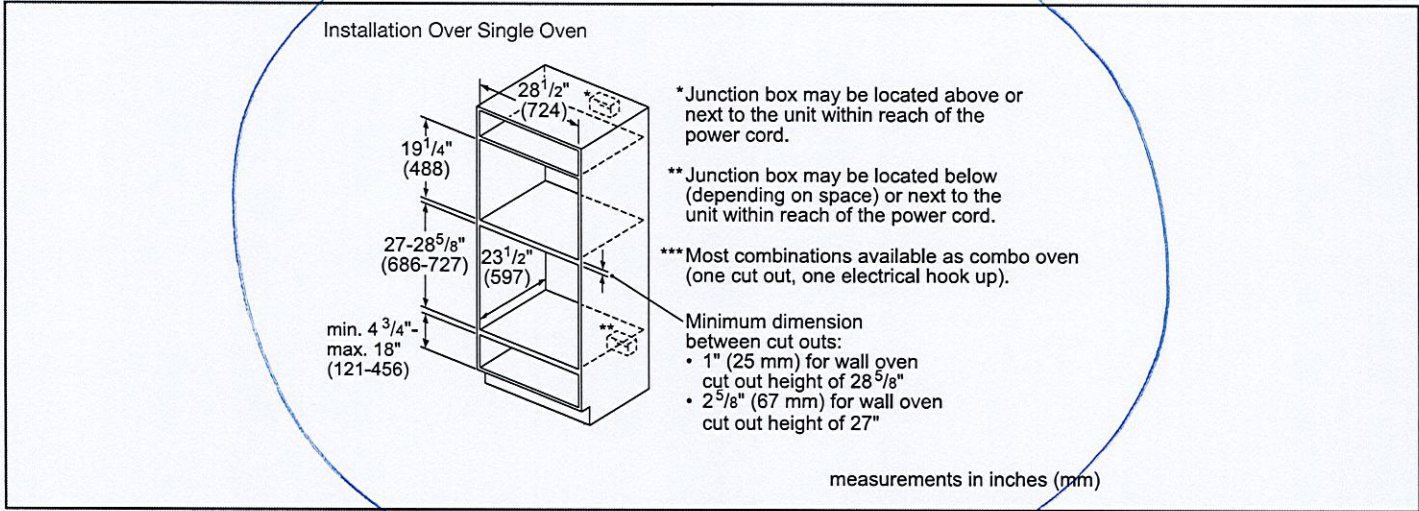 Installation Over Single Oven
28 1/2"
(724)
*
19 1/4"
(488)
27-28 5/8"
(686-727)
23 1/2"
(597)
min. 4 3/4"-
max. 18"
(121-456)
**
*Junction box may be located above or
next to the unit within reach of the
power cord.
**Junction box may be located below
(depending on space) or next to the
unit within reach of the power cord.
***Most combinations available as combo oven
(one cut out, one electrical hook up).
Minimum dimension
between cut outs:
• 1" (25 mm) for wall oven
cut out height of 28 5/8"
• 2 5/8" (67 mm) for wall oven
cut out height of 27"
measurements in inches (mm)